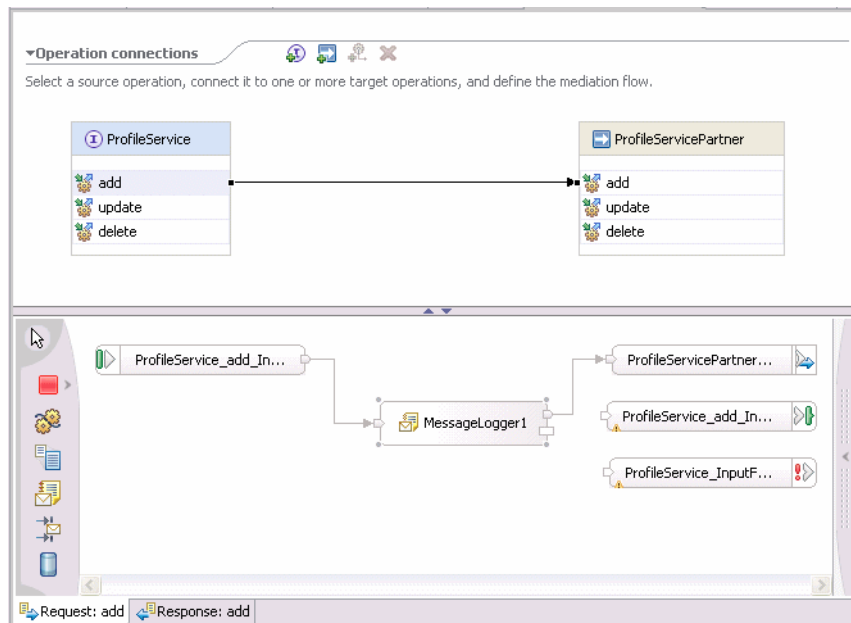 Operation connections
Select a source operation, connect it to one or more target operations, and define the mediation flow.
ProfileService
add
update
delete
ProfileServicePartner
add
update
delete
ProfileService_add_In...
MessageLogger1
ProfileServicePartner...
ProfileService_add_In...
ProfileService_InputF...
Request: add
Response: add